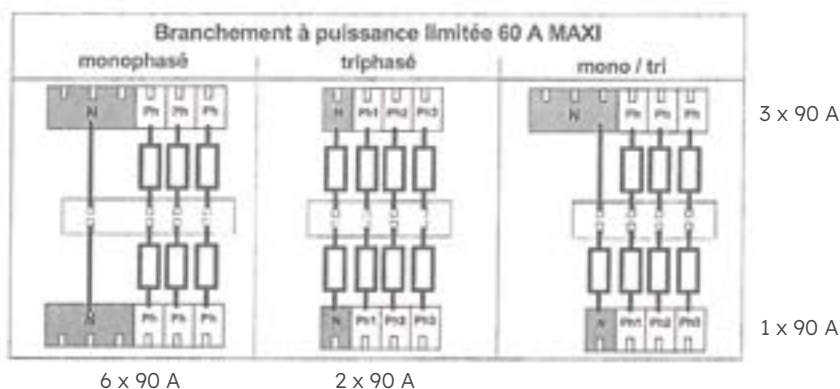 Branchement à puissance limitée 60 A MAXI
monophasé triphasé mono / tri
N Ph Ph Ph N Ph1 Ph2 Ph3 N Ph Ph Ph
3 x 90 A
N Ph Ph Ph N Ph1 Ph2 Ph3 N Ph1 Ph2 Ph3
1 x 90 A
6 x 90 A 2 x 90 A